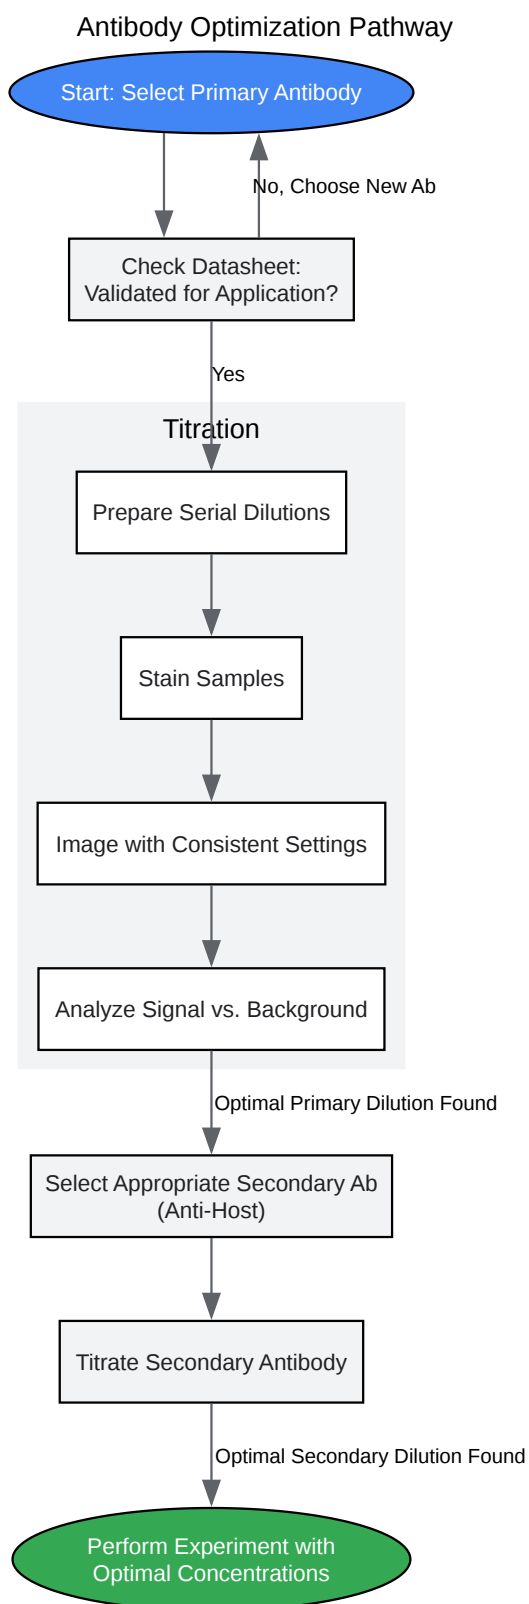 Antibody Optimization Pathway
Start: Select Primary Antibody
No, Choose New Ab
Check Datasheet:
Validated for Application?
Yes
Titration
Prepare Serial Dilutions
Stain Samples
Image with Consistent Settings
Analyze Signal vs. Background
Optimal Primary Dilution Found
Select Appropriate Secondary Ab
(Anti-Host)
Titrate Secondary Antibody
Optimal Secondary Dilution Found
Perform Experiment with
Optimal Concentrations